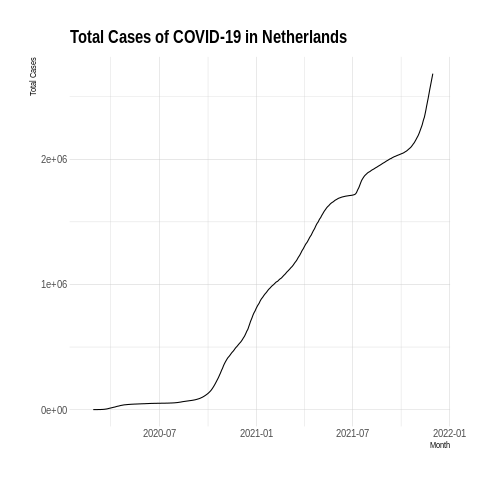 Total Cases of COVID-19 in Netherlands
Total Cases
2e+06
1e+06
0e+00
2020-07 2021-01 2021-07 2022-01
Month